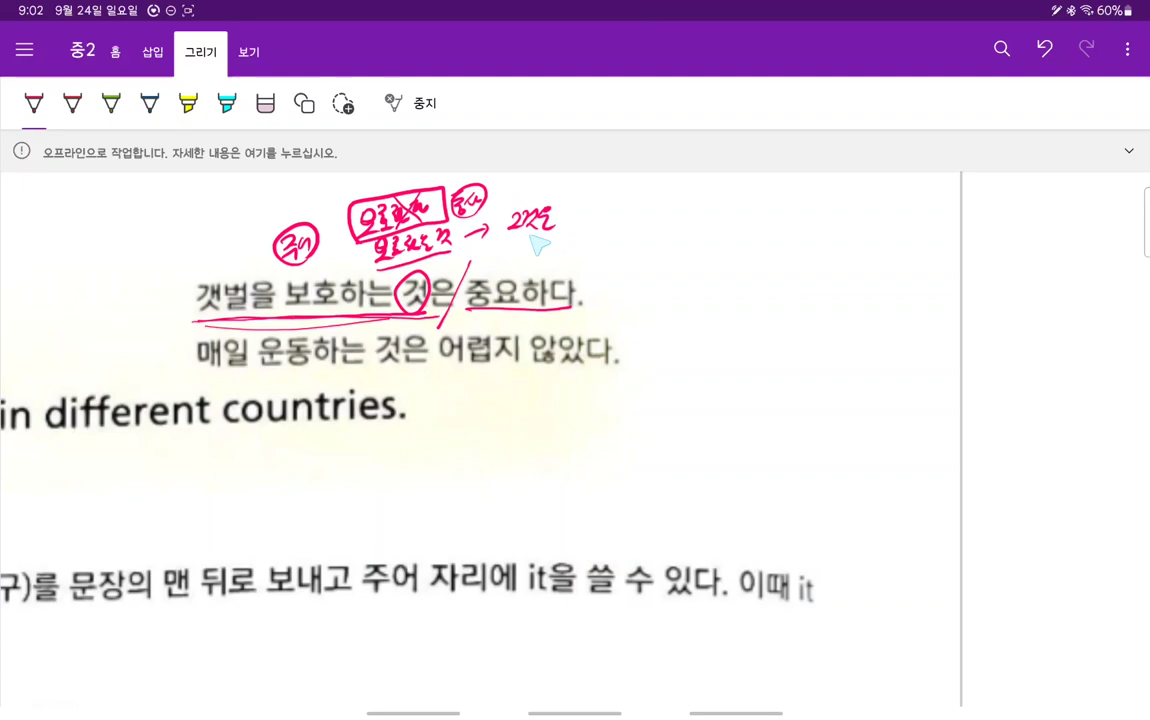 9:02 9월 24일 일요일 60%
중2 홈 삽입 그리기 보기
중지
오프라인으로 작업합니다. 자세한 내용은 여기를 누르십시오.
동사
주어
→ 그것은
갯벌을 보호하는 것은 / 중요하다.
매일 운동하는 것은 어렵지 않았다.
in different countries.
구)를 문장의 맨 뒤로 보내고 주어 자리에 it을 쓸 수 있다. 이때 it